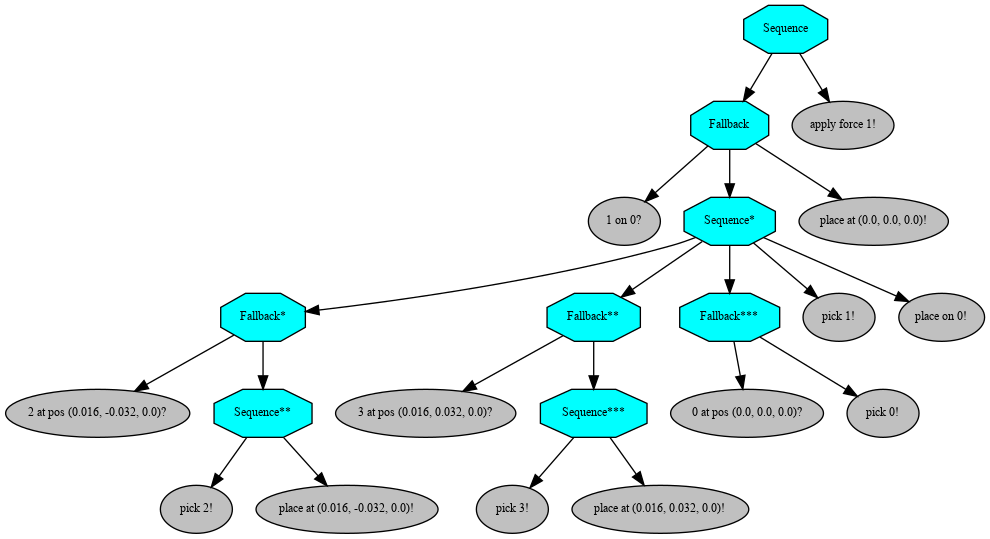 Sequence
Fallback
apply force 1!
1 on 0?
Sequence*
place at (0.0, 0.0, 0.0)!
Fallback*
Fallback**
Fallback***
pick 1!
place on 0!
2 at pos (0.016, -0.032, 0.0)?
Sequence**
3 at pos (0.016, 0.032, 0.0)?
Sequence***
0 at pos (0.0, 0.0, 0.0)?
pick 0!
pick 2!
place at (0.016, -0.032, 0.0)!
pick 3!
place at (0.016, 0.032, 0.0)!